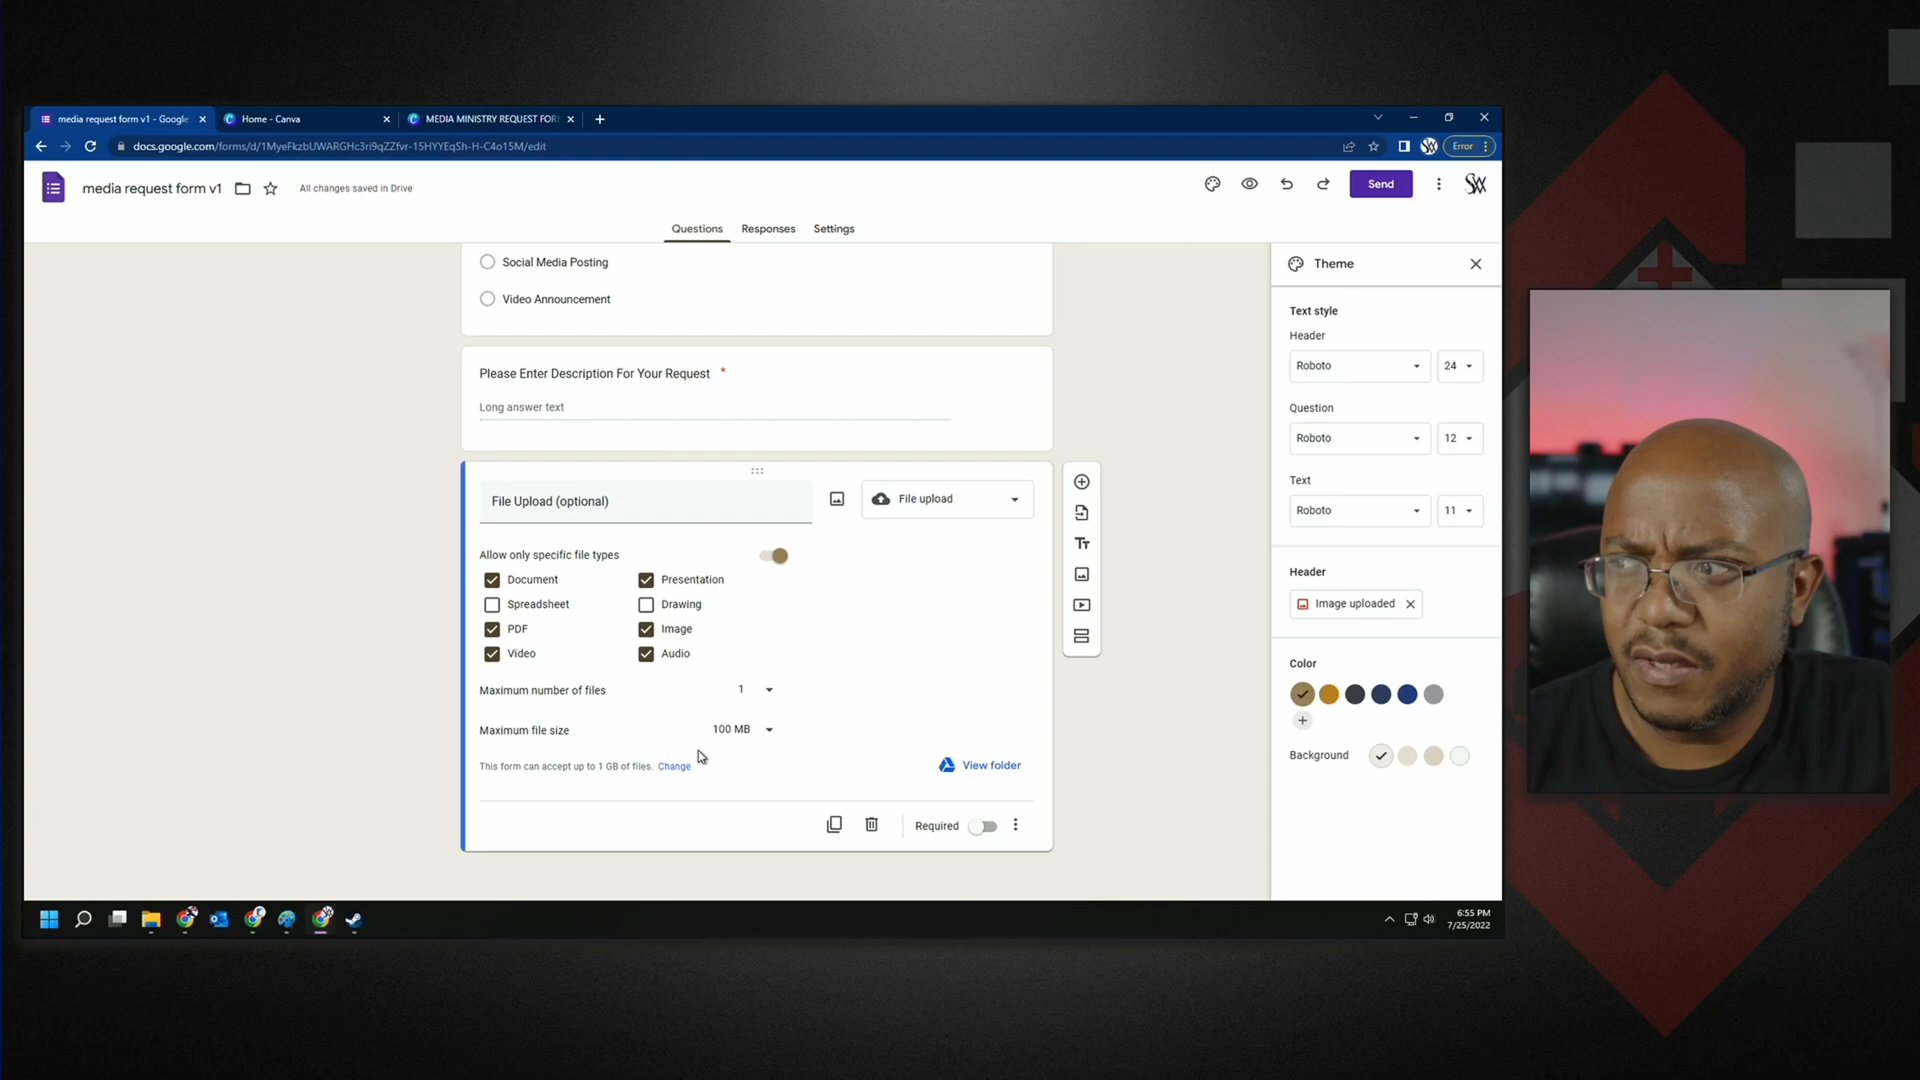 media request form v1 - Google
Home - Canva
MEDIA MINISTRY REQUEST FOR
docs.google.com/forms/d/1MyeFkzbUWARGHc3ri9qZZfvr-15HYYEqSh-H-C4o15M/edit
Error
media request form v1
All changes saved in Drive
Send
SW
Questions
Responses
Settings
Social Media Posting
Video Announcement
Please Enter Description For Your Request *
Long answer text
File Upload (optional)
File upload
Allow only specific file types
Document
Presentation
Spreadsheet
Drawing
PDF
Image
Video
Audio
Maximum number of files
1
Maximum file size
100 MB
This form can accept up to 1 GB of files. Change
View folder
Required
Tт
Theme
Text style
Header
Roboto
24
Question
Roboto
12
Text
Roboto
11
Header
Image uploaded
Color
Background
6:55 PM
7/25/2022